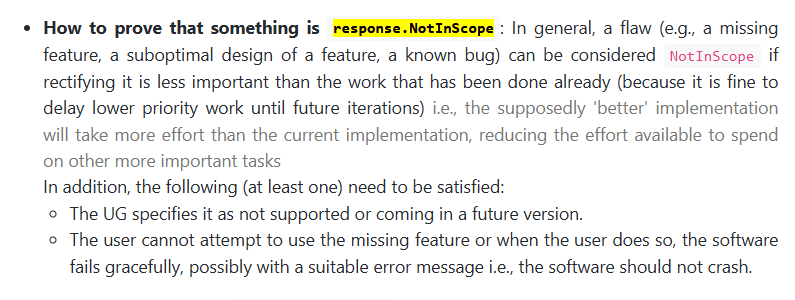 • How to prove that something is response.NotInScope : In general, a flaw (e.g., a missing
feature, a suboptimal design of a feature, a known bug) can be considered NotInScope if
rectifying it is less important than the work that has been done already (because it is fine to
delay lower priority work until future iterations) i.e., the supposedly 'better' implementation
will take more effort than the current implementation, reducing the effort available to spend
on other more important tasks
In addition, the following (at least one) need to be satisfied:
○ The UG specifies it as not supported or coming in a future version.
○ The user cannot attempt to use the missing feature or when the user does so, the software
fails gracefully, possibly with a suitable error message i.e., the software should not crash.